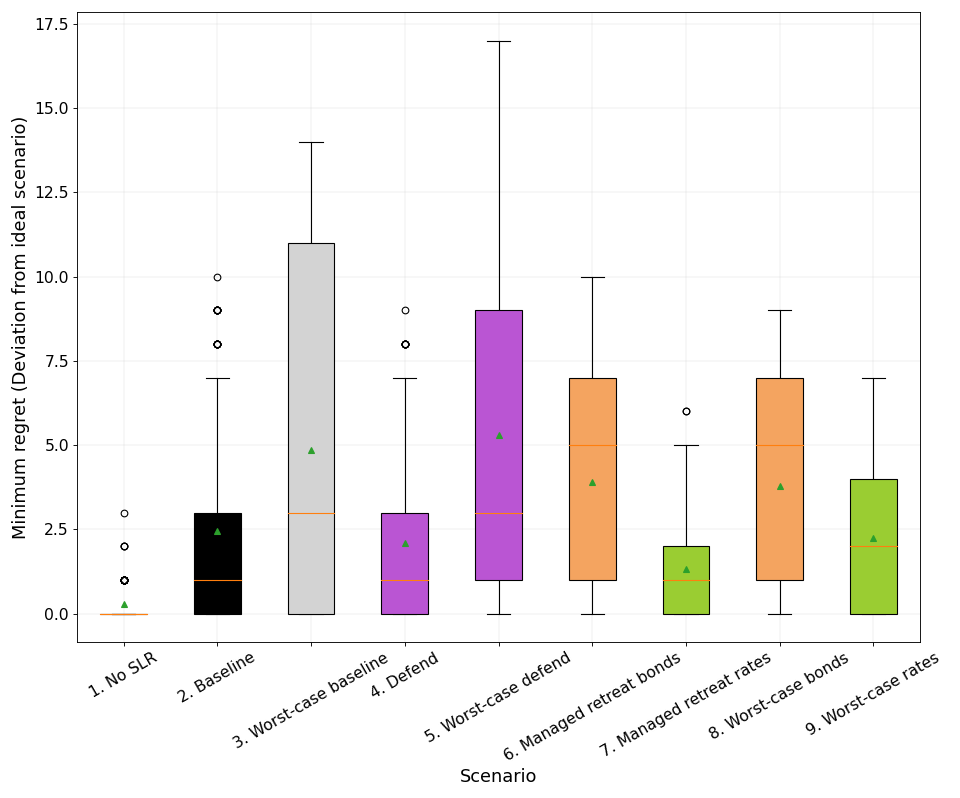 Minimum regret (Deviation from ideal scenario)
17.5
15.0
12.5
10.0
7.5
5.0
2.5
0.0
1. No SLR
2. Baseline
3. Worst-case baseline
4. Defend
5. Worst-case defend
6. Managed retreat bonds
7. Managed retreat rates
8. Worst-case bonds
9. Worst-case rates
Scenario